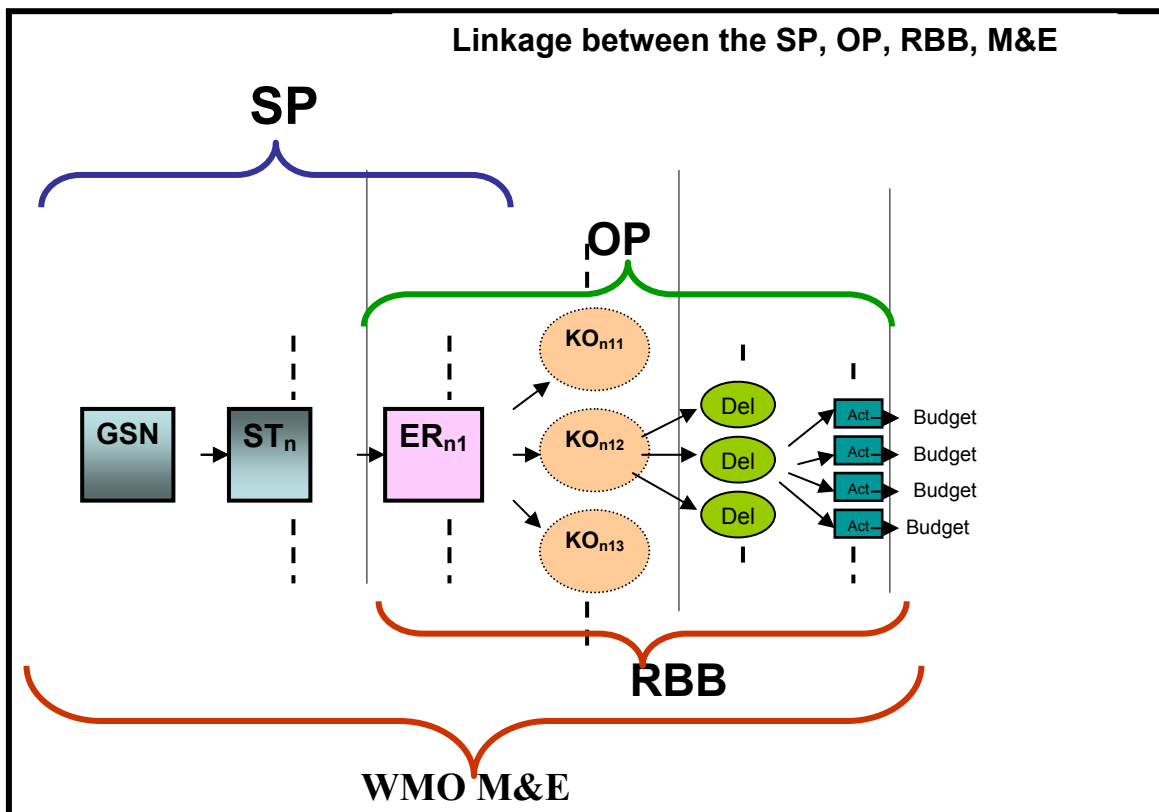 Linkage between the SP, OP, RBB, M&E
SP
OP
GSN
STn
ERn1
KOn11
KOn12
KOn13
Del
Del
Del
Act
Budget
Act
Budget
Act
Budget
Act
Budget
RBB
WMO M&E